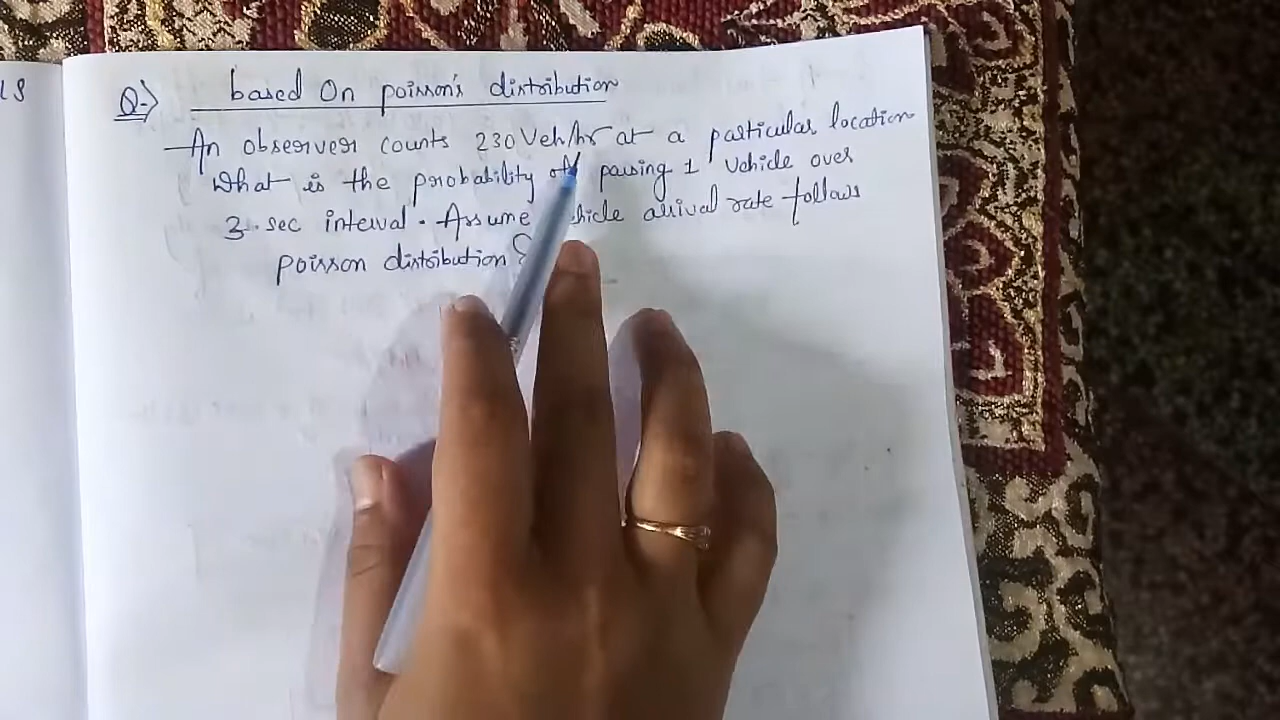 LS
Q→ based On poisson's distribution
An observer counts 230 Veh/hr at a particular location
What is the probability of passing 1 Vehicle over
3-sec interval. Assume vehicle arrival rate follows
poisson distribution?